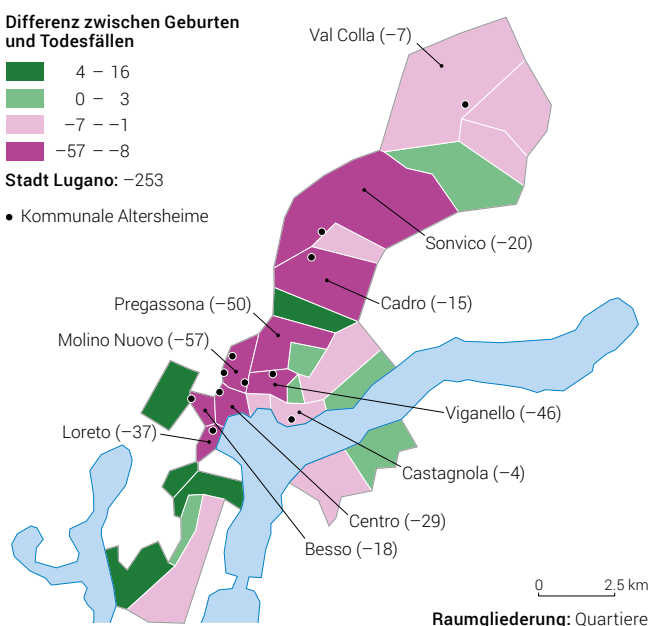 Differenz zwischen Geburten
und Todesfällen
4 – 16
0 – 3
–7 – –1
–57 – –8
Stadt Lugano: –253
Kommunale Altersheime
Val Colla (–7)
Sonvico (–20)
Cadro (–15)
Pregassona (–50)
Molino Nuovo (–57)
Viganello (–46)
Loreto (–37)
Castagnola (–4)
Centro (–29)
Besso (–18)
0 2.5 km
Raumgliederung: Quartiere